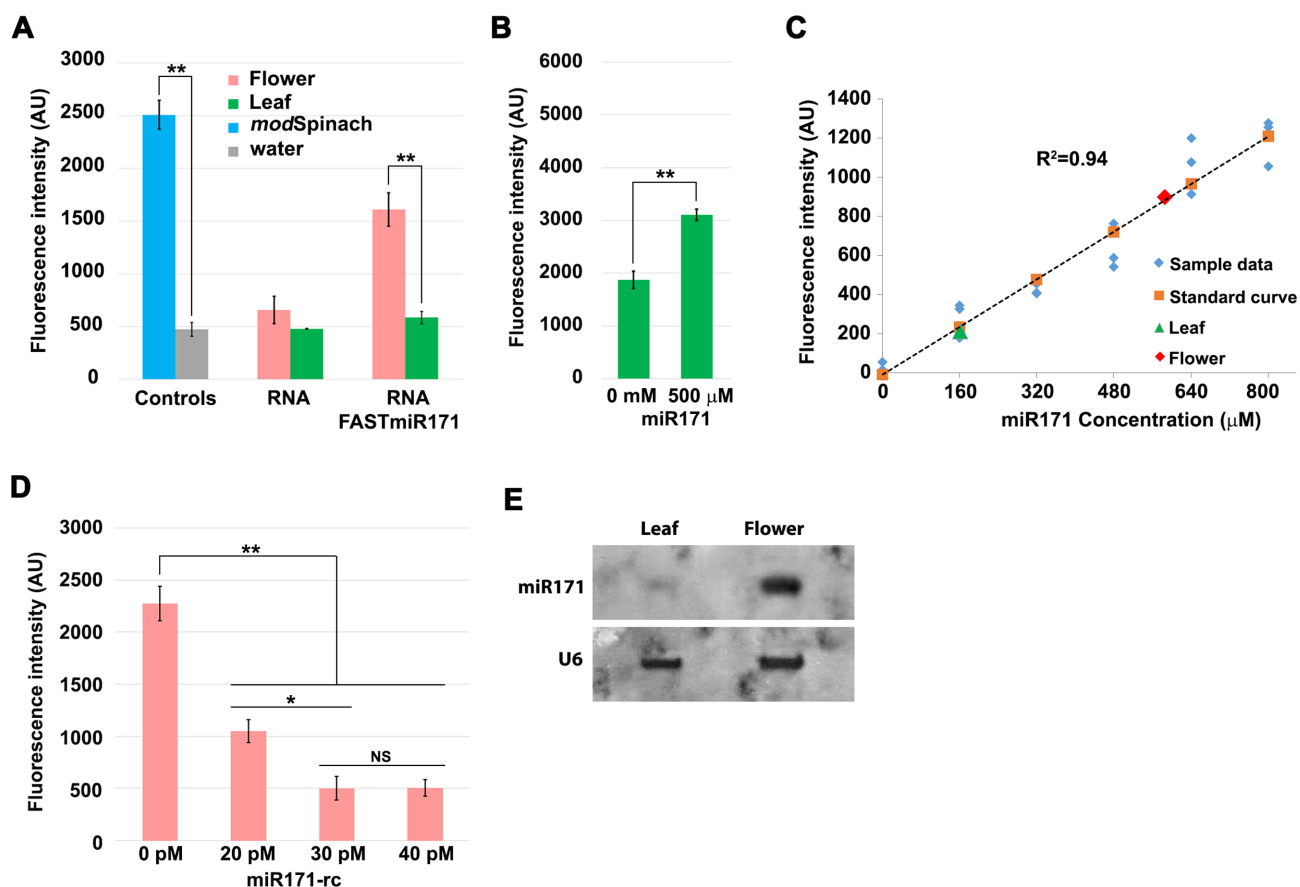 A
Fluorescence intensity (AU)
3000
2500
2000
1500
1000
500
0
**
**
Flower
Leaf
modSpinach
water
Controls
RNA
RNA
FASTmiR171
B
Fluorescence intensity (AU)
6000
5000
4000
3000
2000
1000
0
**
0 mM
500 μM
miR171
C
Fluorescence intensity (AU)
1400
1200
1000
800
600
400
200
0
R2=0.94
Sample data
Standard curve
Leaf
Flower
0 160 320 480 640 800
miR171 Concentration (μM)
D
Fluorescence intensity (AU)
3000
2500
2000
1500
1000
500
0
**
*
NS
0 pM 20 pM 30 pM 40 pM
miR171-rc
E
Leaf Flower
miR171
U6